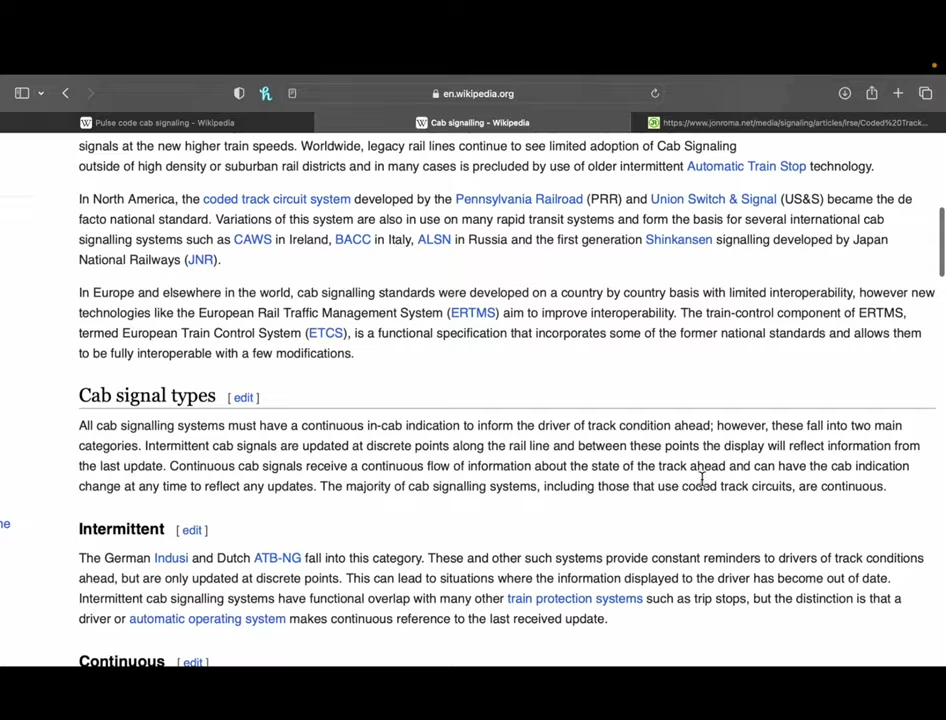 en.wikipedia.org
Pulse code cab signaling - Wikipedia
Cab signalling - Wikipedia
https://www.jonroma.net/media/signaling/articles/irse/Coded%20Track...
signals at the new higher train speeds. Worldwide, legacy rail lines continue to see limited adoption of Cab Signaling
outside of high density or suburban rail districts and in many cases is precluded by use of older intermittent Automatic Train Stop technology.
In North America, the coded track circuit system developed by the Pennsylvania Railroad (PRR) and Union Switch & Signal (US&S) became the de
facto national standard. Variations of this system are also in use on many rapid transit systems and form the basis for several international cab
signalling systems such as CAWS in Ireland, BACC in Italy, ALSN in Russia and the first generation Shinkansen signalling developed by Japan
National Railways (JNR).
In Europe and elsewhere in the world, cab signalling standards were developed on a country by country basis with limited interoperability, however new
technologies like the European Rail Traffic Management System (ERTMS) aim to improve interoperability. The train-control component of ERTMS,
termed European Train Control System (ETCS), is a functional specification that incorporates some of the former national standards and allows them
to be fully interoperable with a few modifications.
Cab signal types [ edit ]
All cab signalling systems must have a continuous in-cab indication to inform the driver of track condition ahead; however, these fall into two main
categories. Intermittent cab signals are updated at discrete points along the rail line and between these points the display will reflect information from
the last update. Continuous cab signals receive a continuous flow of information about the state of the track ahead and can have the cab indication
change at any time to reflect any updates. The majority of cab signalling systems, including those that use coded track circuits, are continuous.
ne
Intermittent [ edit ]
The German Indusi and Dutch ATB-NG fall into this category. These and other such systems provide constant reminders to drivers of track conditions
ahead, but are only updated at discrete points. This can lead to situations where the information displayed to the driver has become out of date.
Intermittent cab signalling systems have functional overlap with many other train protection systems such as trip stops, but the distinction is that a
driver or automatic operating system makes continuous reference to the last received update.
Continuous [ edit ]